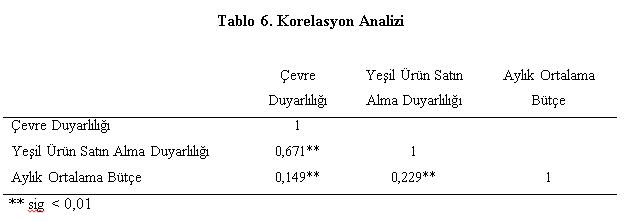 Tablo 6. Korelasyon Analizi
Çevre Duyarlılığı Yeşil Ürün Satın Alma Duyarlılığı Aylık Ortalama Bütçe
Çevre Duyarlılığı 1
Yeşil Ürün Satın Alma Duyarlılığı 0,671** 1
Aylık Ortalama Bütçe 0,149** 0,229** 1
** sig < 0,01